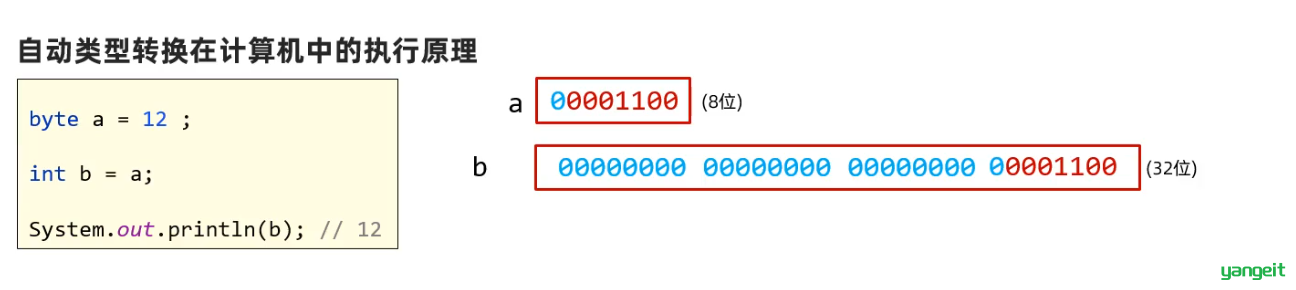 自动类型转换在计算机中的执行原理
byte a = 12 ;
int b = a;
System.out.println(b); // 12
a 00001100 (8位)
b 00000000 00000000 00000000 00001100 (32位)
yangeit